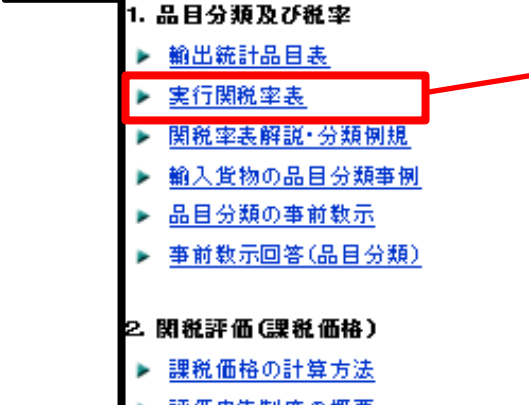 1. 品目分類及び税率
輸出統計品目表
実行関税率表
関税率表解説・分類例規
輸入貨物の品目分類事例
品目分類の事前教示
事前教示回答(品目分類)
2. 関税評価(課税価格)
課税価格の計算方法